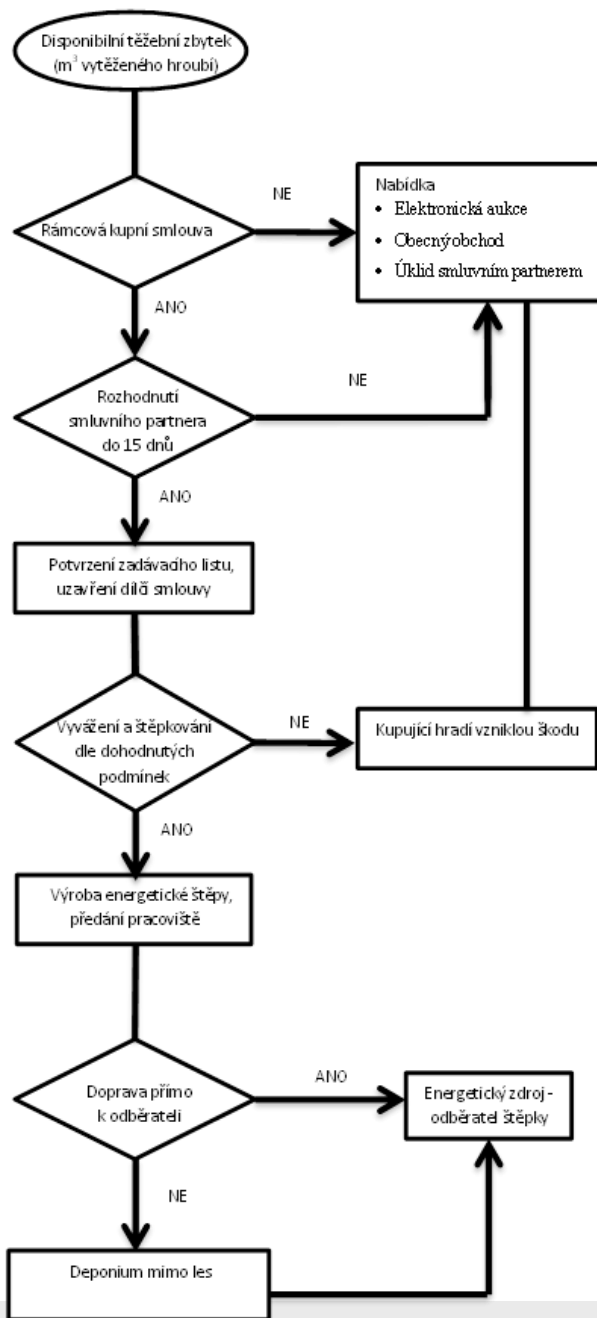 Disponibilní těžební zbytek
(m³ vytěženého hroubí)
NE
Rámcová kupní smlouva
Nabídka
• Elektronická aukce
• Obecný obchod
• Úklid smluvním partnerem
ANO
NE
Rozhodnutí
smluvního partnera
do 15 dnů
ANO
Potvrzení zadávacího listu,
uzavření dílčí smlouvy
Vyvážení a štěpkování
dle dohodnutých
podmínek
NE
Kupující hradí vzniklou škodu
ANO
Výroba energetické štěpy,
předání pracoviště
Doprava přímo
k odběrateli
ANO
Energetický zdroj -
odběratel štěpky
NE
Deponium mimo les